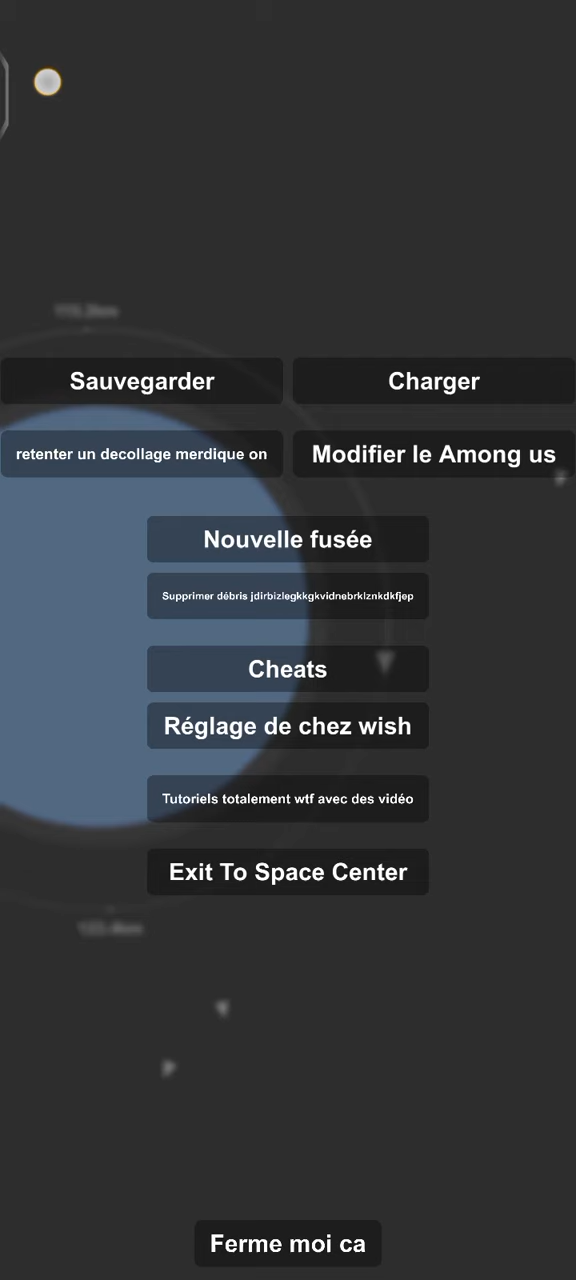 Sauvegarder
Charger
retenter un decollage merdique on
Modifier le Among us
Nouvelle fusée
Supprimer débris jdirbizlegkkgkvidnebrklznkdkfjep
Cheats
Réglage de chez wish
Tutoriels totalement wtf avec des vidéo
Exit To Space Center
Ferme moi ca